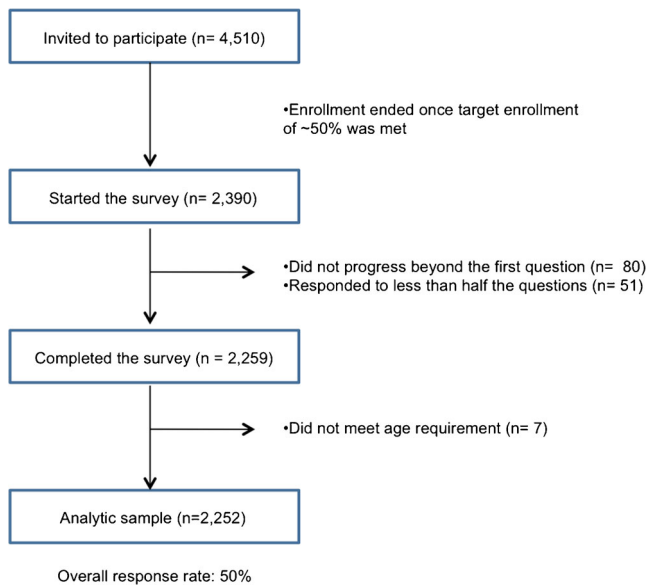 Invited to participate (n= 4,510)
•Enrollment ended once target enrollment
of ~50% was met
Started the survey (n= 2,390)
•Did not progress beyond the first question (n=  80)
•Responded to less than half the questions (n= 51)
Completed the survey (n = 2,259)
•Did not meet age requirement (n= 7)
Analytic sample (n=2,252)
Overall response rate: 50%